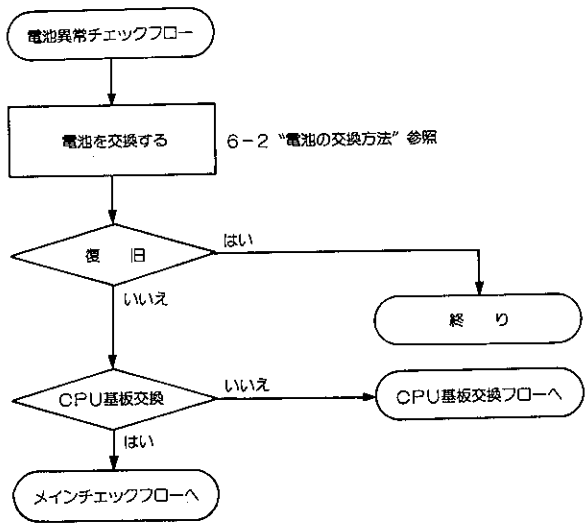 電池異常チェックフロー
電池を交換する
6-2 "電池の交換方法" 参照
復 旧
はい
いいえ
終 り
CPU基板交換
いいえ
CPU基板交換フローへ
はい
メインチェックフローへ